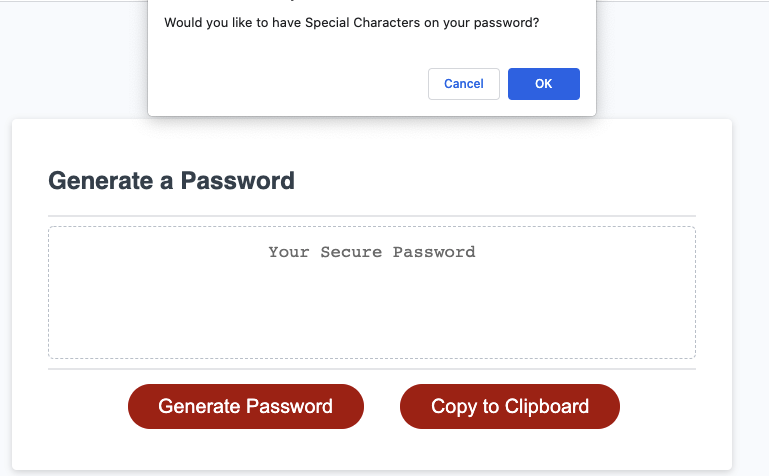 Would you like to have Special Characters on your password?
Cancel
OK
Generate a Password
Your Secure Password
Generate Password
Copy to Clipboard